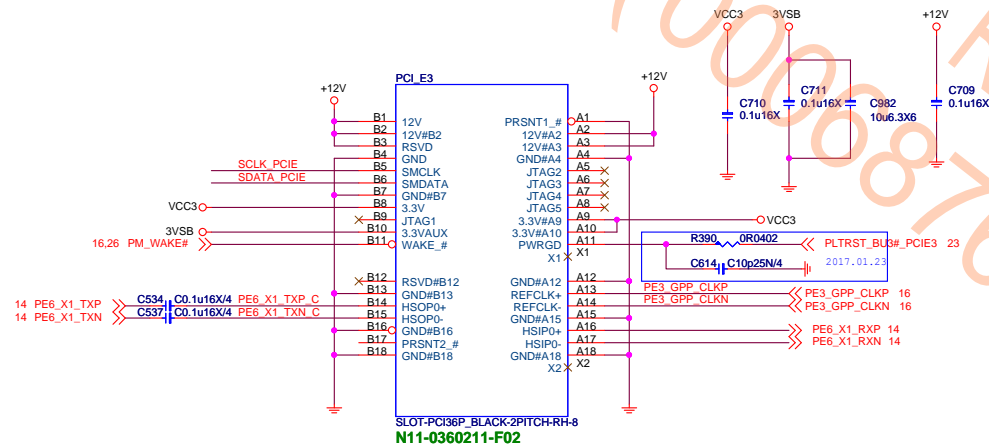 VCC3 3VSB +12V
C710
0.1u16X
C711
0.1u16X
C982
10u6.3X6
C709
0.1u16X
PCI_E3
+12V
+12V
B1 12V PRSNT1_# A1
B2 12V#B2 12V#A2 A2
B3 RSVD 12V#A3 A3
B4 GND GND#A4 A4
SCLK_PCIE B5 SMCLK JTAG2 A5
SDATA_PCIE B6 SMDATA JTAG3 A6
B7 GND#B7 JTAG4 A7
VCC3 B8 3.3V JTAG5 A8
B9 JTAG1 3.3V#A9 A9 VCC3
3VSB B10 3.3VAUX 3.3V#A10 A10
16,26 PM_WAKE# B11 WAKE_# PWRGD A11 R390 0R0402 PLTRST_BU3#_PCIE3 23
X1 X1
C614 C10p25N/4 2017.01.23
B12 RSVD#B12 GND#A12 A12
B13 GND#B13 REFCLK+ A13 PE3_GPP_CLKP PE3_GPP_CLKP 16
14 PE6_X1_TXP C534 C0.1u16X/4 PE6_X1_TXP_C B14 HSOP0+ REFCLK- A14 PE3_GPP_CLKN PE3_GPP_CLKN 16
14 PE6_X1_TXN C537 C0.1u16X/4 PE6_X1_TXN_C B15 HSOP0- GND#A15 A15
B16 GND#B16 HSIP0+ A16 PE6_X1_RXP 14
B17 PRSNT2_# HSIP0- A17 PE6_X1_RXN 14
B18 GND#B18 GND#A18 A18
X2 X2
SLOT-PCI36P_BLACK-2PITCH-RH-8
N11-0360211-F02